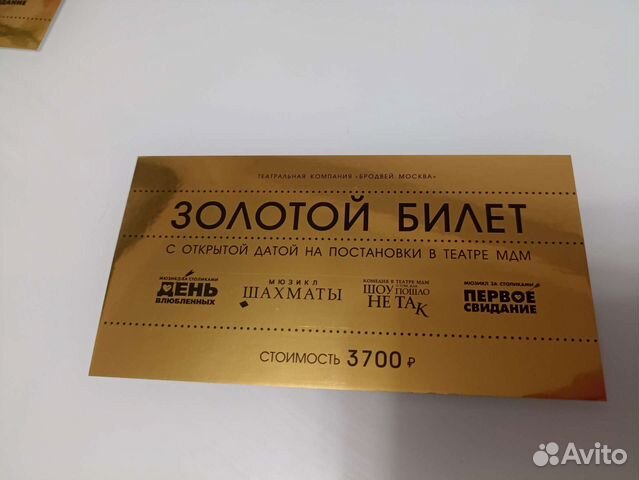 СВИДАНИЕ
ТЕАТРАЛЬНАЯ КОМПАНИЯ «БРОДВЕЙ МОСКВА»
ЗОЛОТОЙ БИЛЕТ
С ОТКРЫТОЙ ДАТОЙ НА ПОСТАНОВКИ В ТЕАТРЕ МДМ
МЮЗИКЛ ЗА СТОЛИКАМИ
ДЕНЬ
ВЛЮБЛЕННЫХ
МЮЗИКЛ
ШАХМАТЫ
КОМЕДИЯ В ТЕАТРЕ МДМ
ШОУ ПОШЛО
НЕ ТАК
МЮЗИКЛ ЗА СТОЛИКАМИ
ПЕРВОЕ
СВИДАНИЕ
СТОИМОСТЬ 3700 ₽
Avito